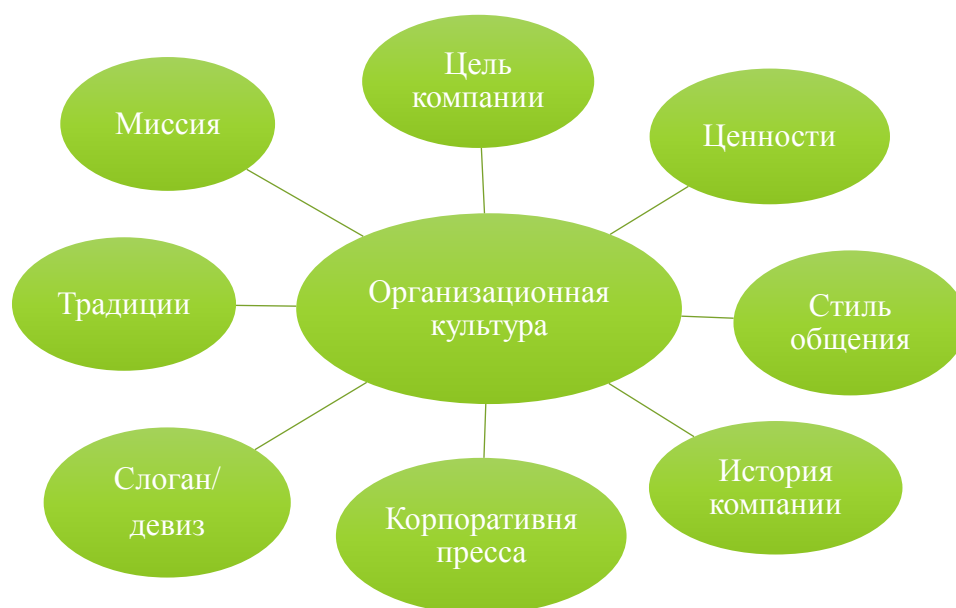 Цель
компании
Миссия
Ценности
Организационная
культура
Традиции
Стиль
общения
Слоган/
девиз
История
компании
Корпоративня
пресса